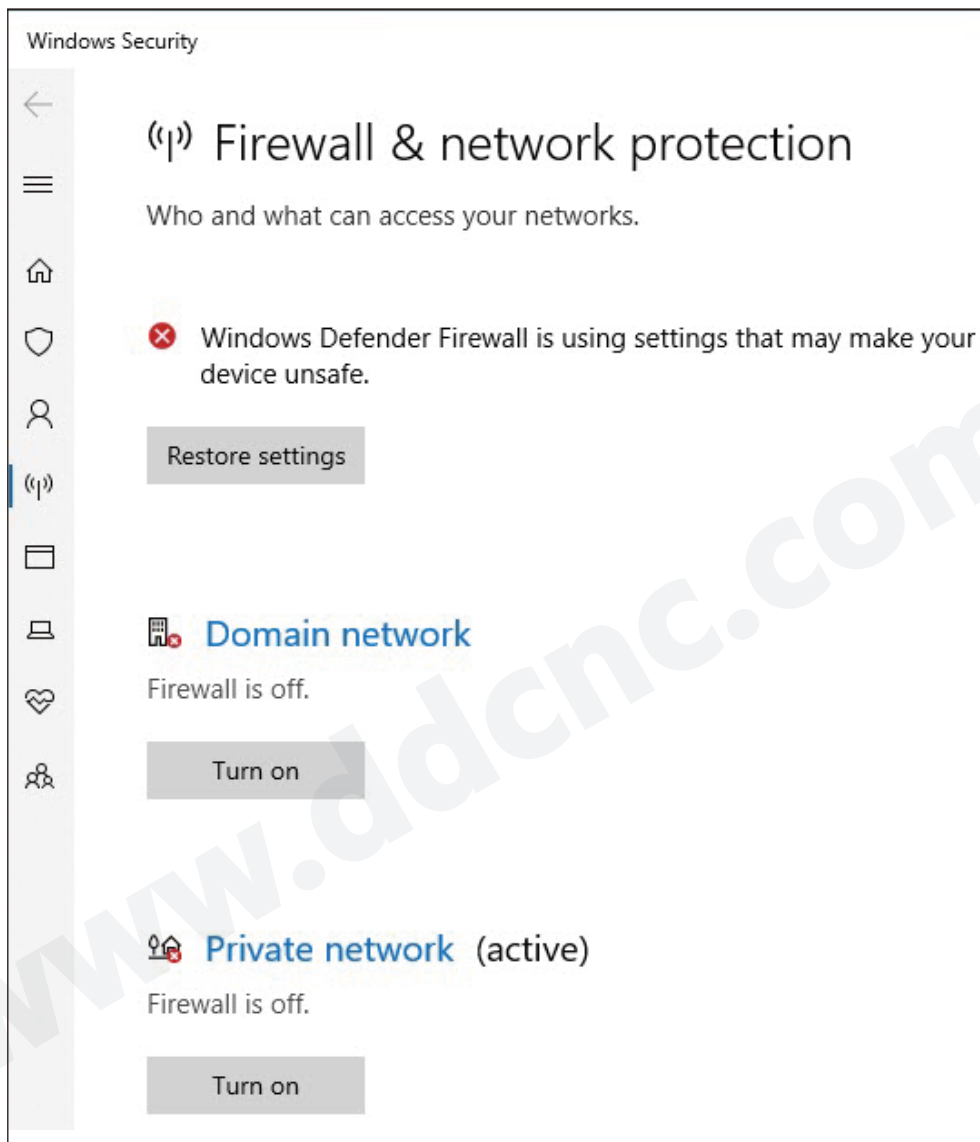 Windows Security
Firewall & network protection
Who and what can access your networks.
Windows Defender Firewall is using settings that may make your
device unsafe.
Restore settings
Domain network
Firewall is off.
Turn on
Private network (active)
Firewall is off.
Turn on
www.ddcnc.com